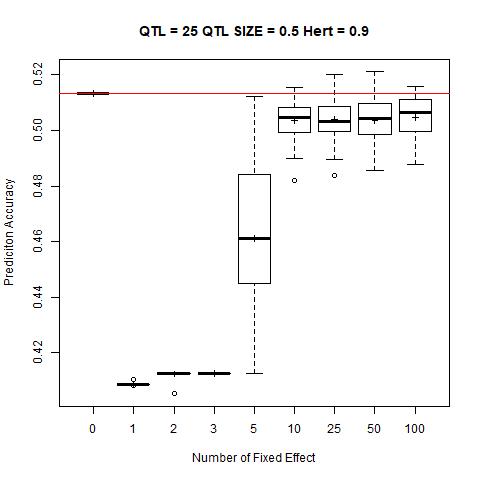 QTL = 25 QTL SIZE = 0.5 Hert = 0.9
Prediciton Accuracy
0.52
0.50
0.48
0.46
0.44
0.42
0 1 2 3 5 10 25 50 100
Number of Fixed Effect